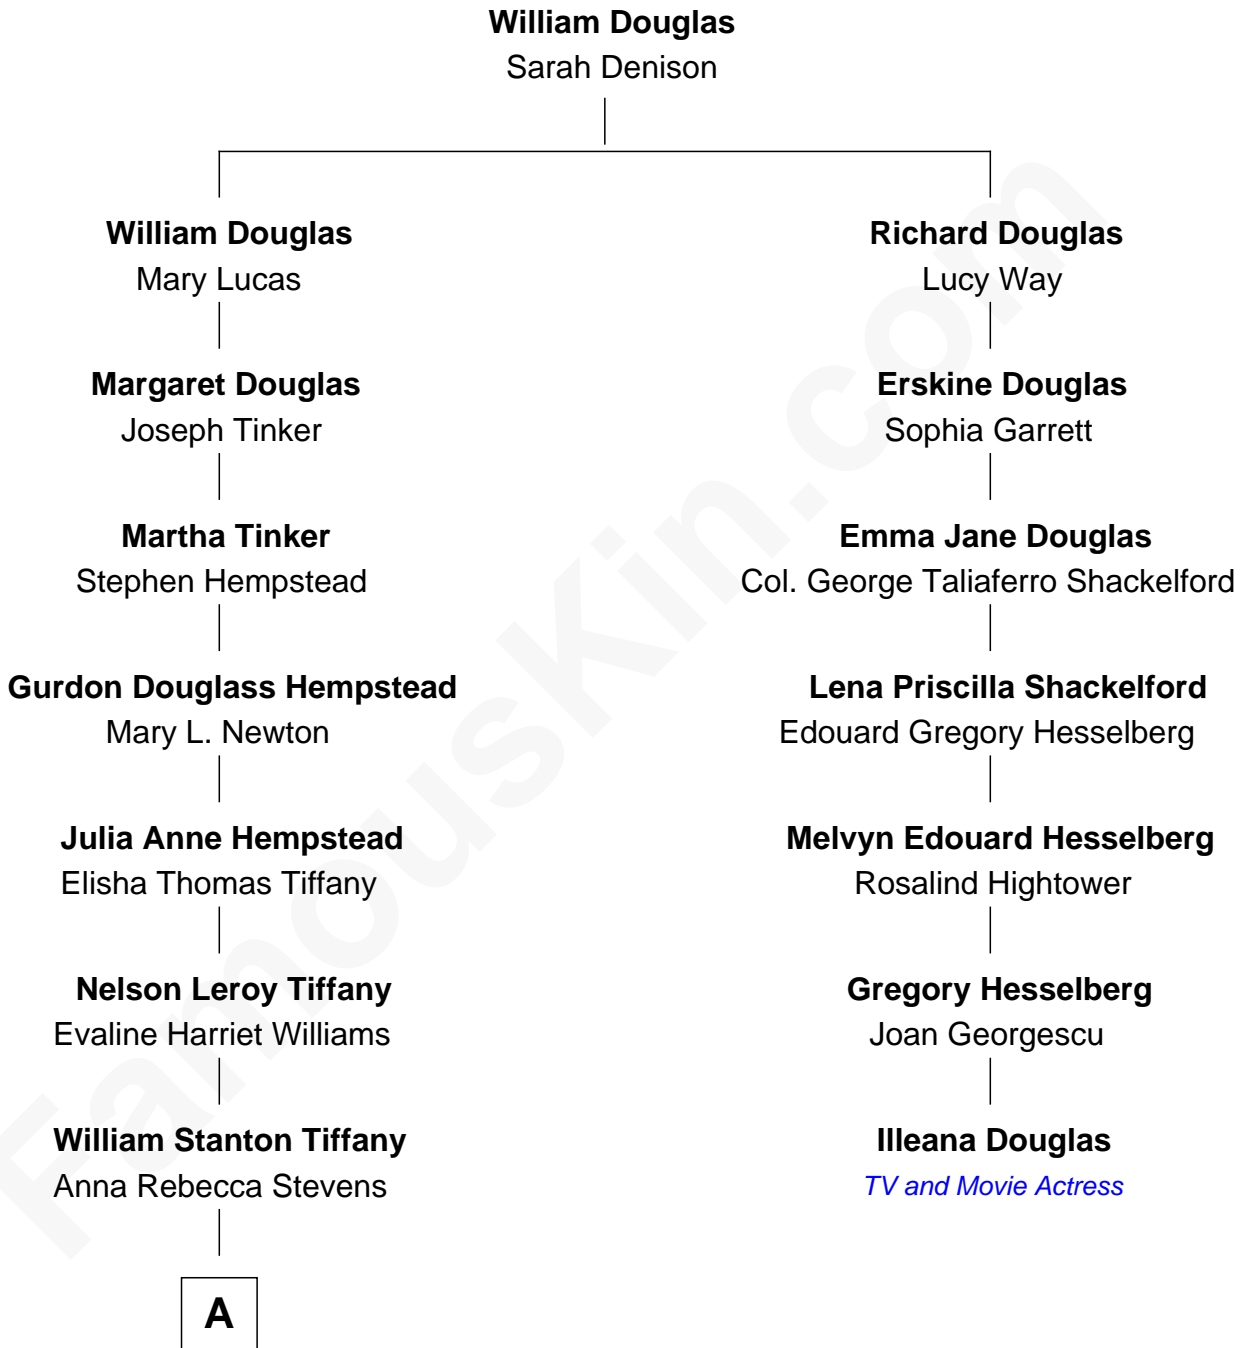 William Douglas
Sarah Denison
William Douglas
Mary Lucas
Richard Douglas
Lucy Way
Margaret Douglas
Joseph Tinker
Erskine Douglas
Sophia Garrett
Martha Tinker
Stephen Hempstead
Emma Jane Douglas
Col. George Taliaferro Shackelford
Gurdon Douglass Hempstead
Mary L. Newton
Lena Priscilla Shackelford
Edouard Gregory Hesselberg
Julia Anne Hempstead
Elisha Thomas Tiffany
Melvyn Edouard Hesselberg
Rosalind Hightower
Nelson Leroy Tiffany
Evaline Harriet Williams
Gregory Hesselberg
Joan Georgescu
William Stanton Tiffany
Anna Rebecca Stevens
Illeana Douglas
TV and Movie Actress
A
FamousKin.com